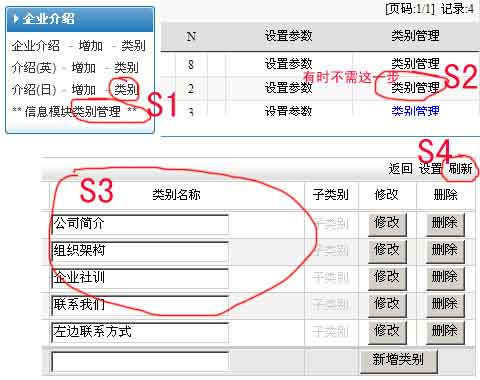 企业介绍
企业介绍 - 增加 - 类别
介绍(英) - 增加 - 类别
介绍(日) - 增加 - 类别
** 信息模块类别管理 **
S1
[页码:1/1] 记录:4
N 设置参数 类别管理
8 设置参数 类别管理
有时不需这一步
S2
2 设置参数 类别管理
3 设置参数 类别管理
S4
返回 设置 刷新
S3
类别名称 子类别 修改 删除
公司简介 子类别 修改 删除
组织架构 子类别 修改 删除
企业社训 子类别 修改 删除
联系我们 子类别 修改 删除
左边联系方式 子类别 修改 删除
新增类别